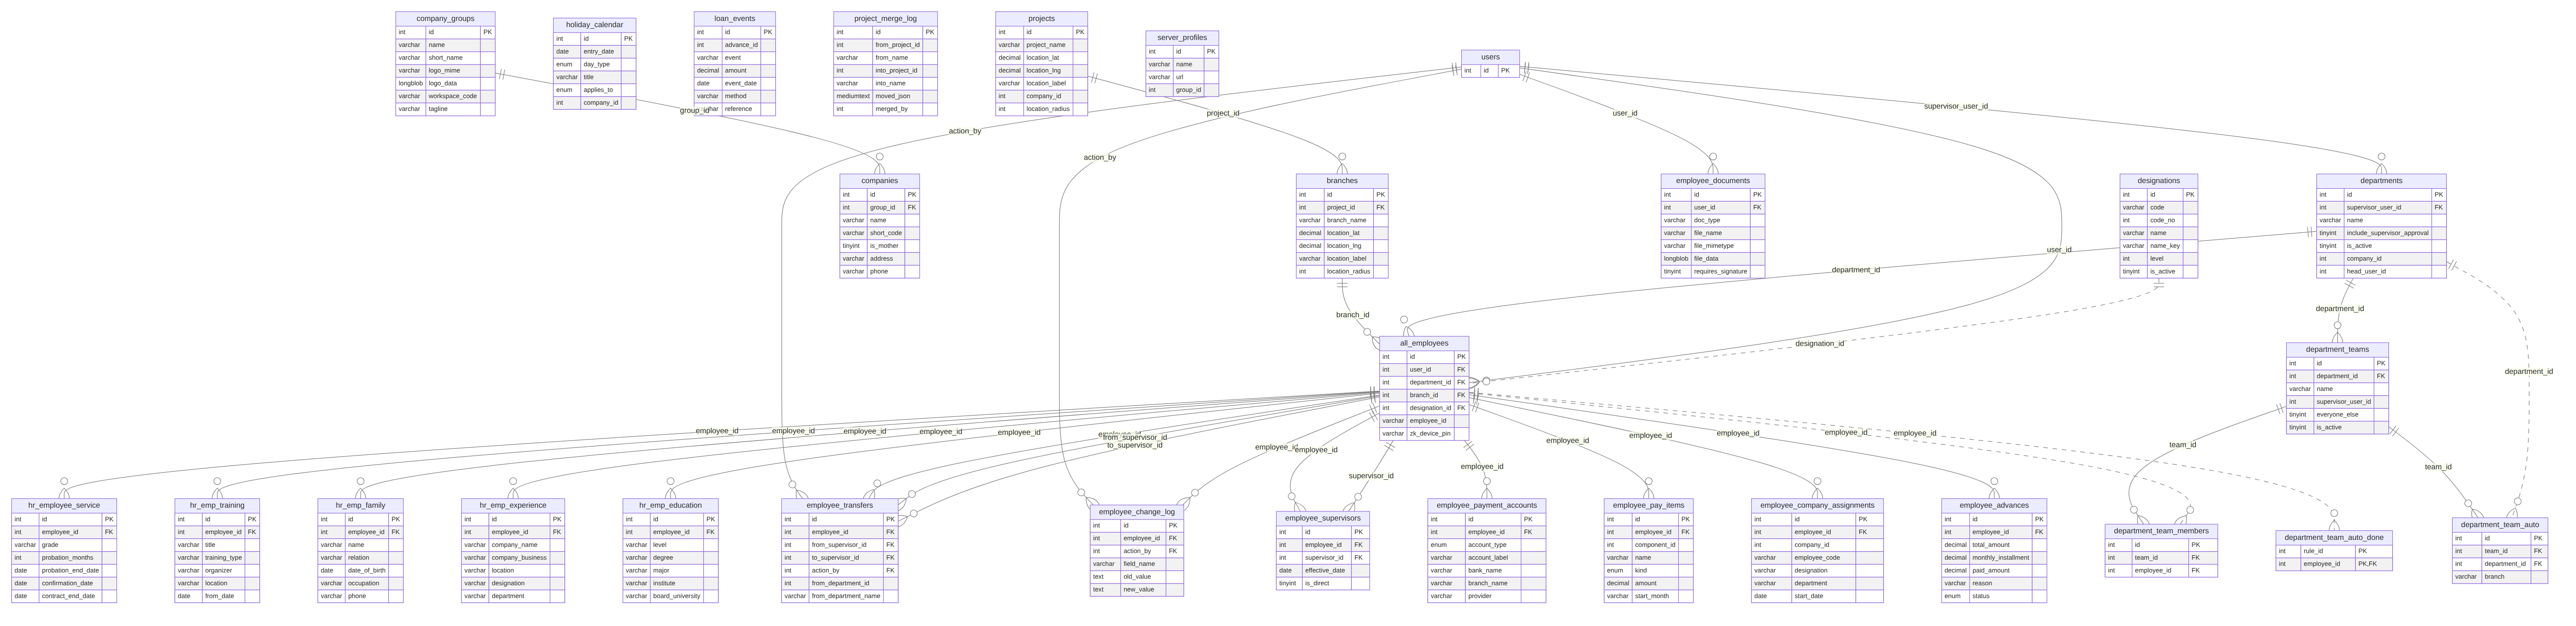 company_groups
int id PK
varchar name
varchar short_name
varchar logo_mime
longblob logo_data
varchar workspace_code
varchar tagline
holiday_calendar
int id PK
date entry_date
enum day_type
varchar title
enum applies_to
int company_id
loan_events
int id PK
int advance_id
varchar event
decimal amount
date event_date
varchar method
varchar reference
project_merge_log
int id PK
int from_project_id
varchar from_name
int into_project_id
varchar into_name
mediumtext moved_json
int merged_by
projects
int id PK
varchar project_name
decimal location_lat
decimal location_lng
varchar location_label
int company_id
int location_radius
server_profiles
int id PK
varchar name
varchar url
int group_id
users
int id PK
group_id
action_by
action_by
project_id
user_id
supervisor_user_id
companies
int id PK
int group_id FK
varchar name
varchar short_code
tinyint is_mother
varchar address
varchar phone
branches
int id PK
int project_id FK
varchar branch_name
decimal location_lat
decimal location_lng
varchar location_label
int location_radius
employee_documents
int id PK
int user_id FK
varchar doc_type
varchar file_name
varchar file_mimetype
longblob file_data
tinyint requires_signature
designations
int id PK
varchar code
int code_no
varchar name
varchar name_key
int level
tinyint is_active
departments
int id PK
int supervisor_user_id FK
varchar name
tinyint include_supervisor_approval
tinyint is_active
int company_id
int head_user_id
user_id
department_id
branch_id
designation_id
department_id
department_id
all_employees
int id PK
int user_id FK
int department_id FK
int branch_id FK
int designation_id FK
varchar employee_id
varchar zk_device_pin
department_teams
int id PK
int department_id FK
varchar name
int supervisor_user_id
tinyint everyone_else
tinyint is_active
employee_id
employee_id
employee_id
employee_id
employee_id
from_supervisor_id
to_supervisor_id
employee_id
employee_id
supervisor_id
employee_id
employee_id
employee_id
employee_id
employee_id
employee_id
team_id
team_id
hr_employee_service
int id PK
int employee_id FK
varchar grade
int probation_months
date probation_end_date
date confirmation_date
date contract_end_date
hr_emp_training
int id PK
int employee_id FK
varchar title
varchar training_type
varchar organizer
varchar location
date from_date
hr_emp_family
int id PK
int employee_id FK
varchar name
varchar relation
date date_of_birth
varchar occupation
varchar phone
hr_emp_experience
int id PK
int employee_id FK
varchar company_name
varchar company_business
varchar location
varchar designation
varchar department
hr_emp_education
int id PK
int employee_id FK
varchar level
varchar degree
varchar major
varchar institute
varchar board_university
employee_transfers
int id PK
int employee_id FK
int from_supervisor_id FK
int to_supervisor_id FK
int action_by FK
int from_department_id
varchar from_department_name
employee_change_log
int id PK
int employee_id FK
int action_by FK
varchar field_name
text old_value
text new_value
employee_supervisors
int id PK
int employee_id FK
int supervisor_id FK
date effective_date
tinyint is_direct
employee_payment_accounts
int id PK
int employee_id FK
enum account_type
varchar account_label
varchar bank_name
varchar branch_name
varchar provider
employee_pay_items
int id PK
int employee_id FK
int component_id
varchar name
enum kind
decimal amount
varchar start_month
employee_company_assignments
int id PK
int employee_id FK
int company_id
varchar employee_code
varchar designation
varchar department
date start_date
employee_advances
int id PK
int employee_id FK
decimal total_amount
decimal monthly_installment
decimal paid_amount
varchar reason
enum status
department_team_members
int id PK
int team_id FK
int employee_id FK
department_team_auto_done
int rule_id PK
int employee_id PK,FK
department_team_auto
int id PK
int team_id FK
int department_id FK
varchar branch